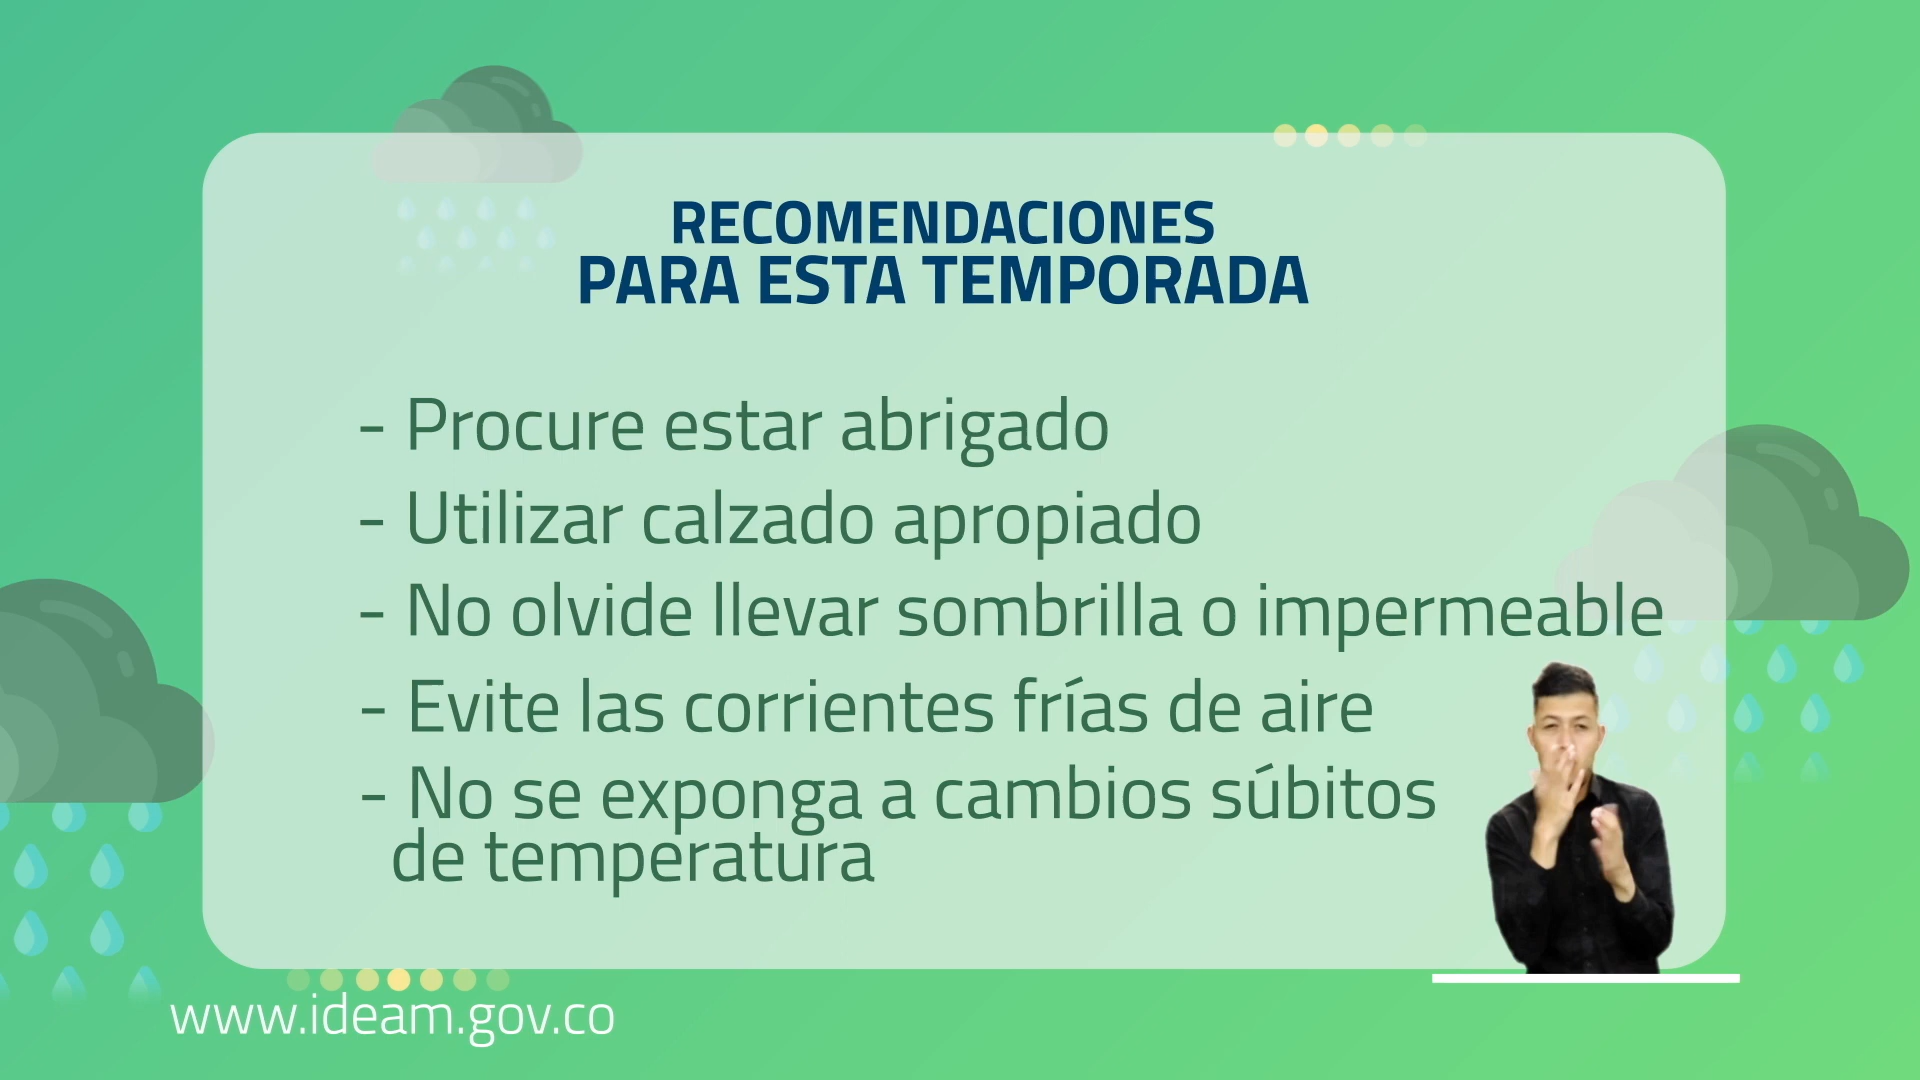 RECOMENDACIONES
PARA ESTA TEMPORADA
- Procure estar abrigado
- Utilizar calzado apropiado
- No olvide llevar sombrilla o impermeable
- Evite las corrientes frías de aire
- No se exponga a cambios súbitos
de temperatura
www.ideam.gov.co